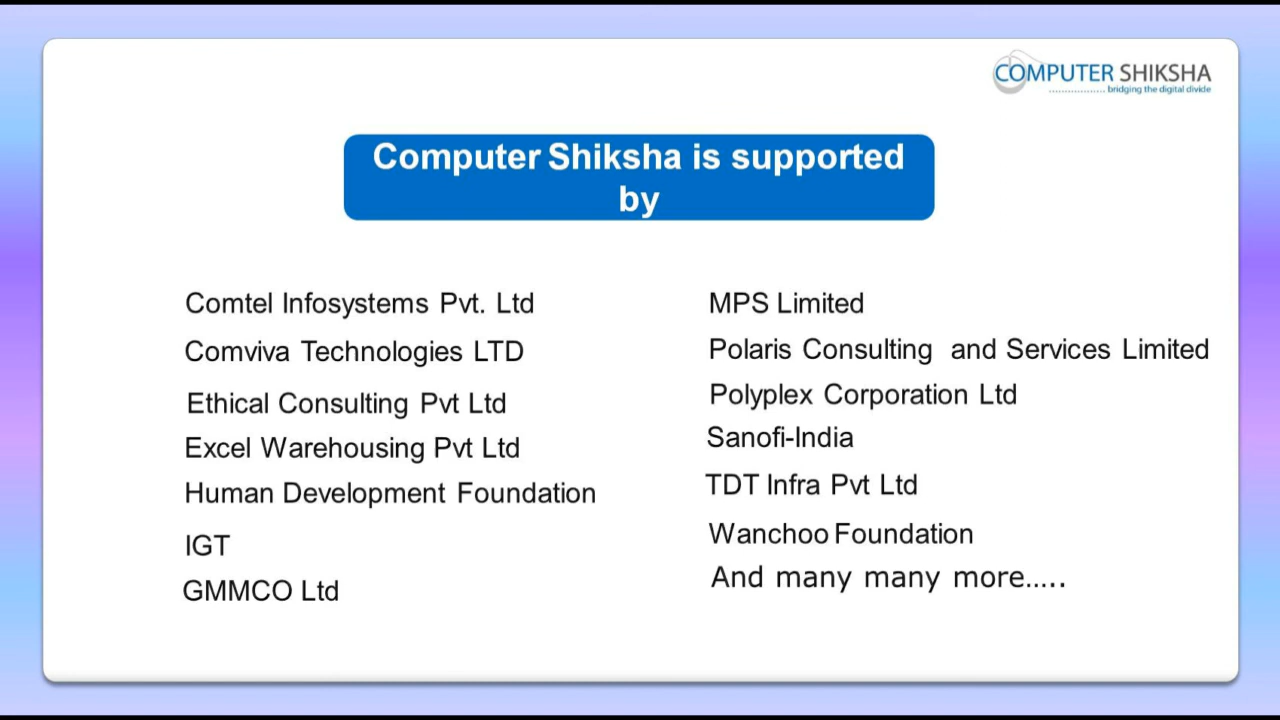 COMPUTER SHIKSHA
bridging the digital divide
Computer Shiksha is supported
by
Comtel Infosystems Pvt. Ltd
Comviva Technologies LTD
Ethical Consulting Pvt Ltd
Excel Warehousing Pvt Ltd
Human Development Foundation
IGT
GMMCO Ltd
MPS Limited
Polaris Consulting and Services Limited
Polyplex Corporation Ltd
Sanofi-India
TDT Infra Pvt Ltd
Wanchoo Foundation
And many many more.....